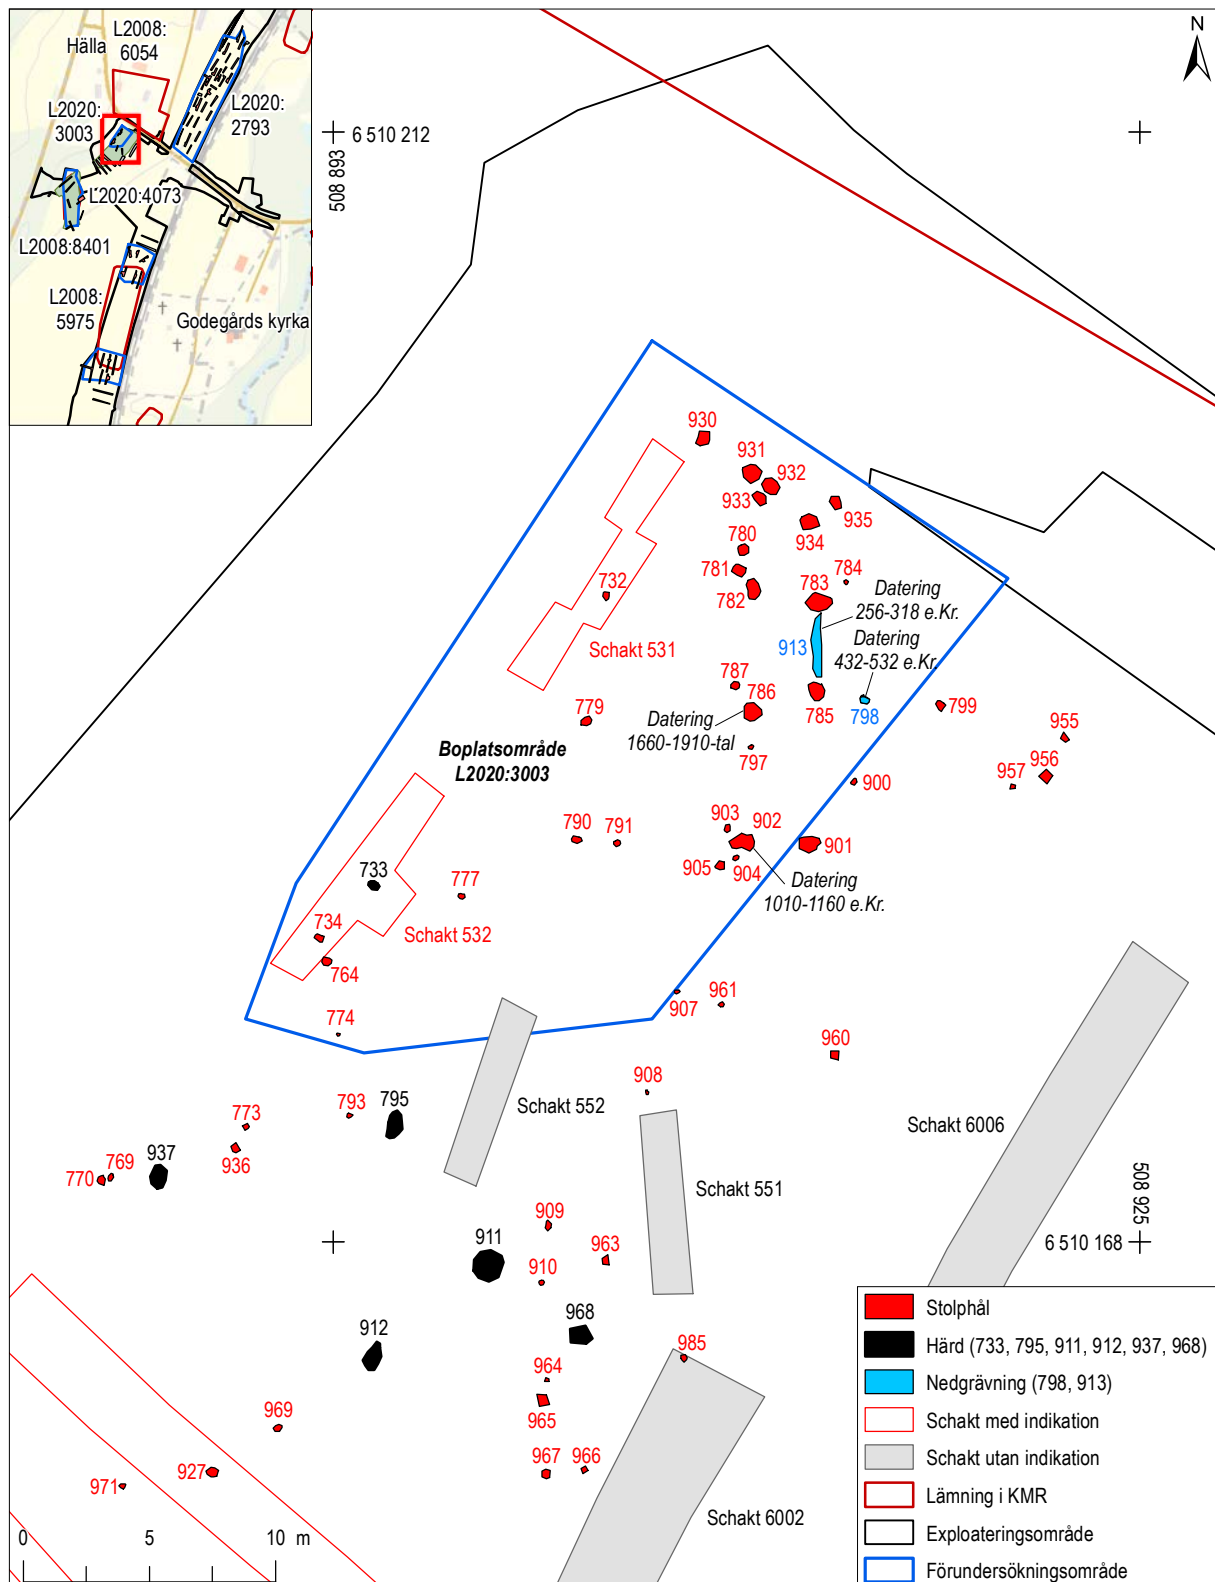 Hälla
L2008:
6054
L2020:
3003
L2020:
2793
L2020:4073
L2008:8401
L2008:
5975
Godegårds kyrka
N
6 510 212
508 893
930
931
932
933
935
934
780
781
782
784
783
732
Datering
256-318 e.Kr.
Datering
432-532 e.Kr.
913
Schakt 531
787
786
785
798
799
779
Datering
1660-1910-tal
797
955
956
957
Boplatsområde
L2020:3003
900
903
902
901
790
791
905
904
733
777
Datering
1010-1160 e.Kr.
734
Schakt 532
764
774
907
961
960
908
793
795
Schakt 552
773
936
937
770
769
Schakt 6006
Schakt 551
508 925
6 510 168
909
911
963
910
968
912
985
964
965
969
967
966
927
971
Schakt 6002
0
5
10
m
Stolphål
Härd (733, 795, 911, 912, 937, 968)
Nedgrävning (798, 913)
Schakt med indikation
Schakt utan indikation
Lämning i KMR
Exploateringsområde
Förundersökningsområde